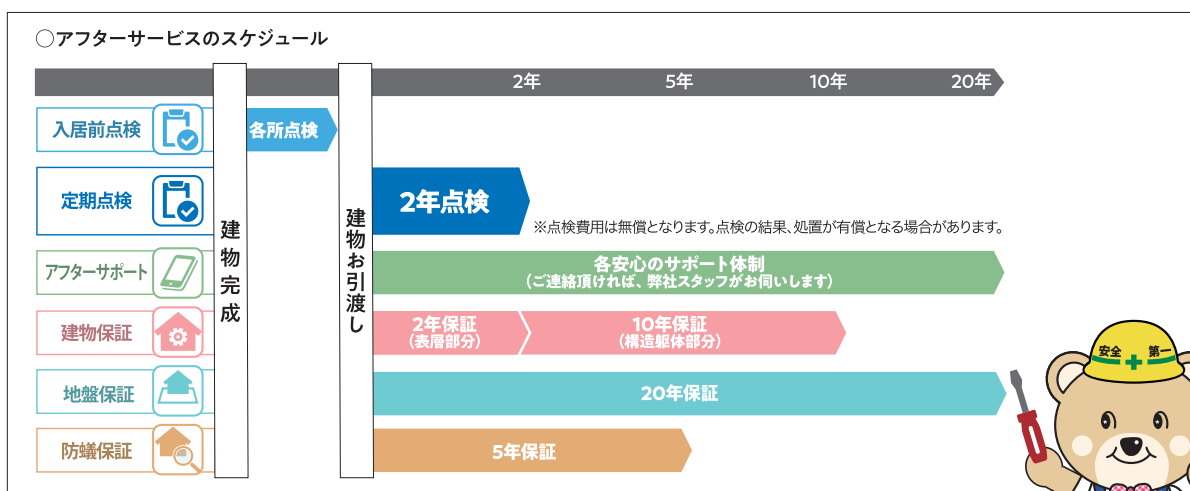 ○アフターサービスのスケジュール
2年 5年 10年 20年
建物完成
建物お引渡し
入居前点検
各所点検
定期点検
2年点検
※点検費用は無償となります。点検の結果、処置が有償となる場合があります。
アフターサポート
各安心のサポート体制
（ご連絡頂ければ、弊社スタッフがお伺いします）
建物保証
2年保証
（表層部分）
10年保証
（構造躯体部分）
地盤保証
20年保証
防蟻保証
5年保証
安全 第一